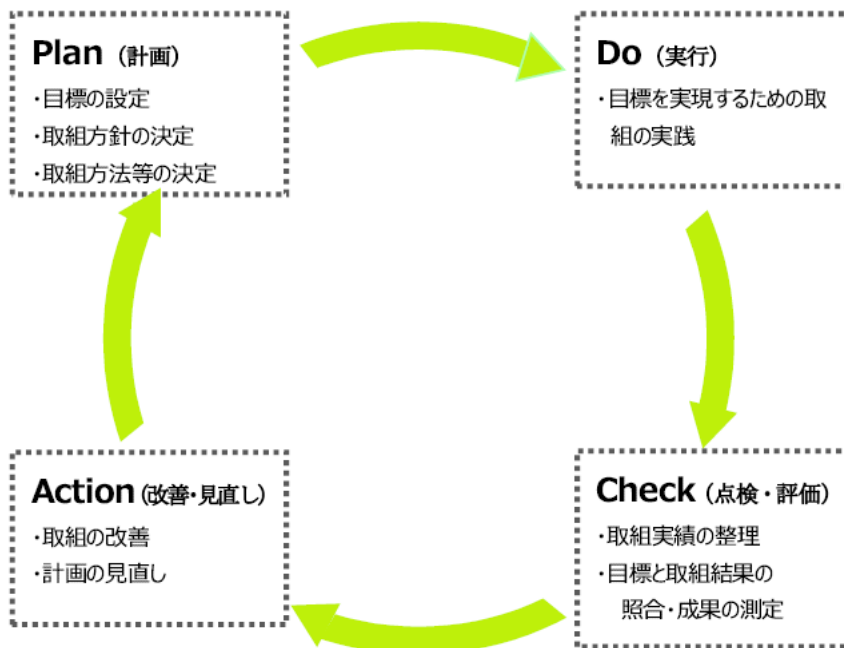 Plan（計画）
・目標の設定
・取組方針の決定
・取組方法等の決定
Do（実行）
・目標を実現するための取
組の実践
Check（点検・評価）
・取組実績の整理
・目標と取組結果の
照合・成果の測定
Action（改善・見直し）
・取組の改善
・計画の見直し